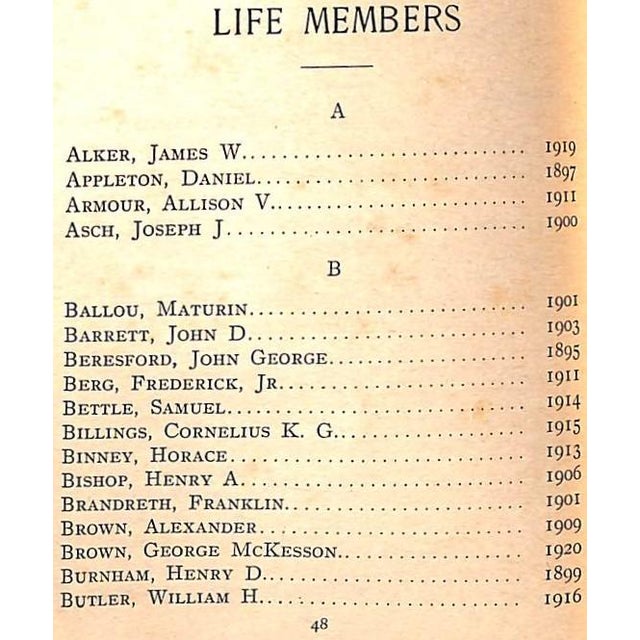 LIFE MEMBERS
A
ALKER, JAMES W. 1919
APPLETON, DANIEL 1897
ARMOUR, ALLISON V. 1911
ASCH, JOSEPH J. 1900
B
BALLOU, MATURIN 1901
BARRETT, JOHN D. 1903
BERESFORD, JOHN GEORGE 1895
BERG, FREDERICK, JR. 1911
BETTLE, SAMUEL 1914
BILLINGS, CORNELIUS K. G. 1915
BINNEY, HORACE 1913
BISHOP, HENRY A. 1906
BRANDRETH, FRANKLIN 1901
BROWN, ALEXANDER 1909
BROWN, GEORGE MCKESSON 1920
BURNHAM, HENRY D. 1899
BUTLER, WILLIAM H. 1916
48